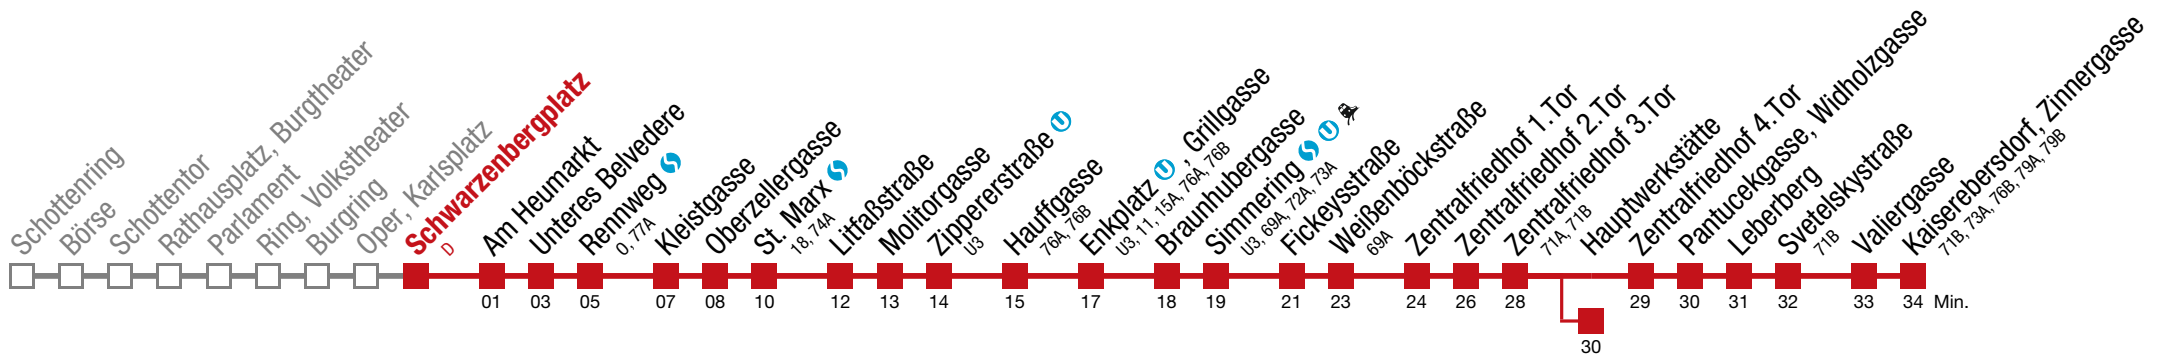 Schottenring
Börse
Schottentor
Rathausplatz, Burgtheater
Parlament
Ring, Volkstheater
Burgring
Oper, Karlsplatz
Schwarzenbergplatz
D
Am Heumarkt
Unteres Belvedere
Rennweg
O, 77A
Kleistgasse
Oberzellergasse
St. Marx
18, 74A
Litfaßstraße
Molitorgasse
Zippererstraße U
U3
Hauffgasse
76A, 76B
Enkplatz U , Grillgasse
U3, 11, 15A, 76A, 76B
Braunhubergasse
Simmering U
U3, 69A, 72A, 73A
Fickeysstraße
Weißenböckstraße
69A
Zentralfriedhof 1.Tor
Zentralfriedhof 2.Tor
Zentralfriedhof 3.Tor
71A, 71B
Hauptwerkstätte
Zentralfriedhof 4.Tor
Pantucekgasse, Widholzgasse
Leberberg
Svetelskystraße
71B
Valiergasse
Kaiserebersdorf, Zinnergasse
71B, 73A, 76B, 79A, 79B
01 03 05 07 08 10 12 13 14 15 17 18 19 21 23 24 26 28 29 30 31 32 33 34 Min.
30